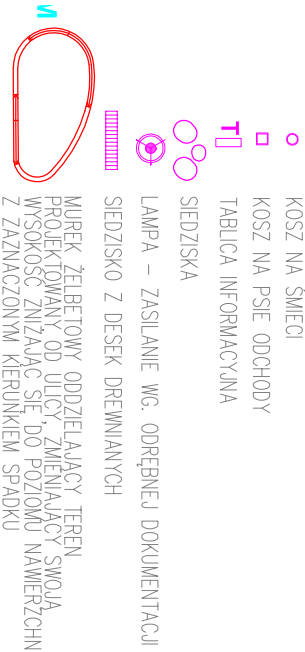 KOSZ NA ŚMIECI
KOSZ NA PSIE ODCHODY
TABLICA INFORMACYJNA
SIEDZISKA
LAMPA – ZASILANIE WG. ODRĘBNEJ DOKUMENTACJI
SIEDZISKO Z DESEK DREWNIANYCH
MUREK ŻELBETOWY ODDZIELAJĄCY TEREN
PROJEKTOWANY OD ULICY ZMIENIAJĄCY SWOJĄ
WYSOKOŚĆ ZNIŻAJĄC SIĘ DO POZIOMU NAWIERZCHN
Z ZAZNACZONYM KIERUNKIEM SPADKU